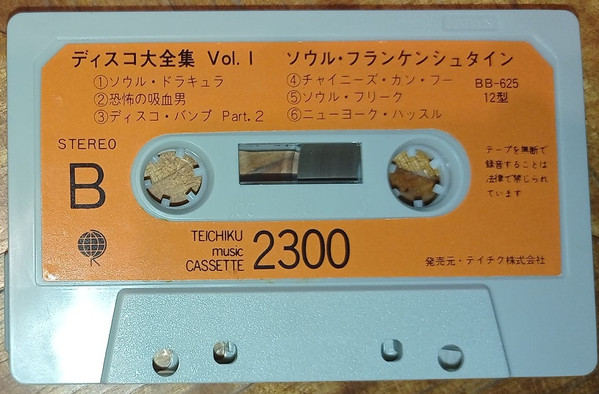 ディスコ大全集 Vol. 1 ソウル・フランケンシュタイン
①ソウル・ドラキュラ
②恐怖の吸血男
③ディスコ・バンプ Part. 2
④チャイニーズ・カン・フー
⑤ソウル・フリーク
⑥ニューヨーク・ハッスル
BB-625
12型
STEREO
B
テープを無断で
録音することは
法律で禁じられ
ています
TEICHIKU
music
CASSETTE 2300
発売元・テイチク株式会社